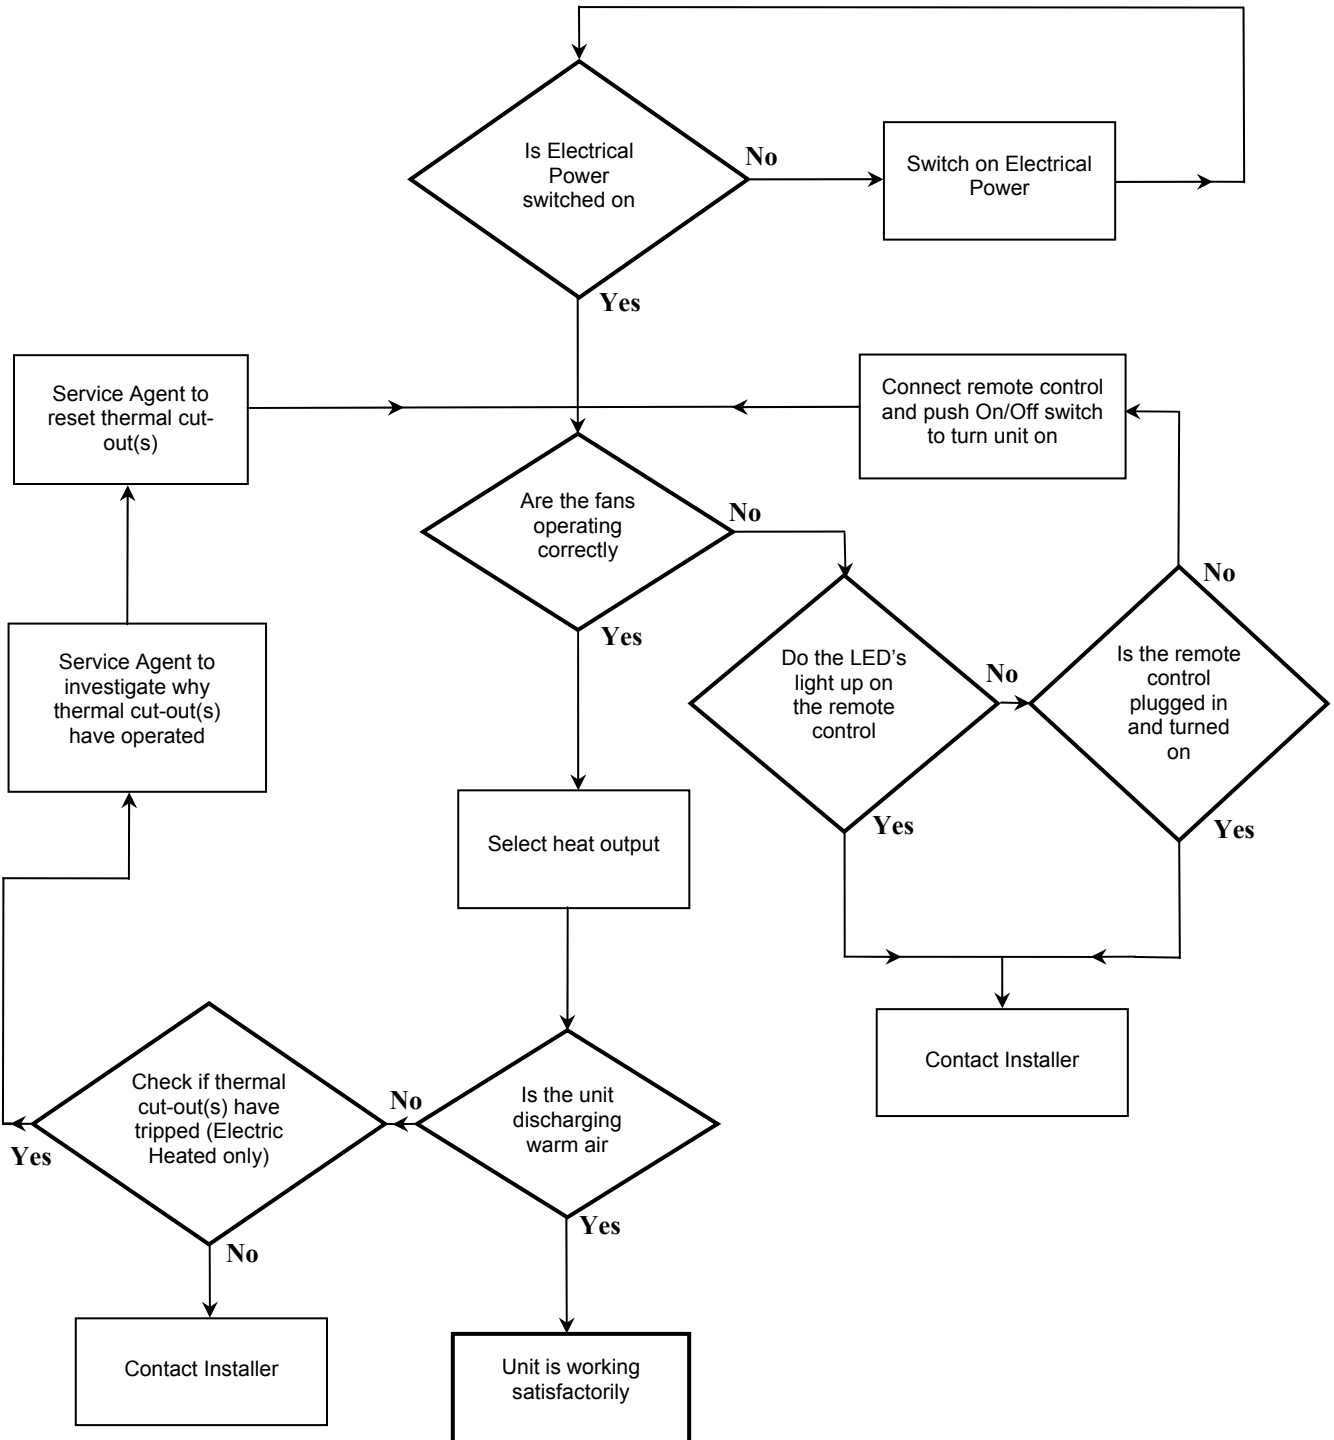 Is Electrical
Power
switched on
No
Switch on Electrical
Power
Yes
Service Agent to
reset thermal cut-
out(s)
Connect remote control
and push On/Off switch
to turn unit on
Are the fans
operating
correctly
No
Yes
No
Service Agent to
investigate why
thermal cut-out(s)
have operated
Do the LED’s
light up on
the remote
control
No
Is the remote
control
plugged in
and turned
on
Yes
Yes
Select heat output
Contact Installer
Check if thermal
cut-out(s) have
tripped (Electric
Heated only)
Yes
No
Is the unit
discharging
warm air
Yes
No
Contact Installer
Unit is working
satisfactorily